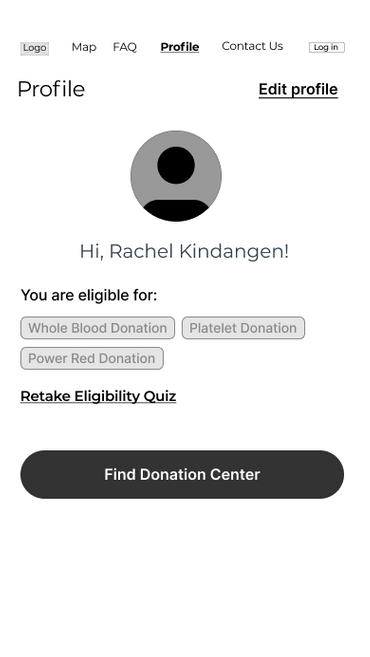 Logo Map FAQ Profile Contact Us Log in
Profile Edit profile
Hi, Rachel Kindangen!
You are eligible for:
Whole Blood Donation Platelet Donation
Power Red Donation
Retake Eligibility Quiz
Find Donation Center